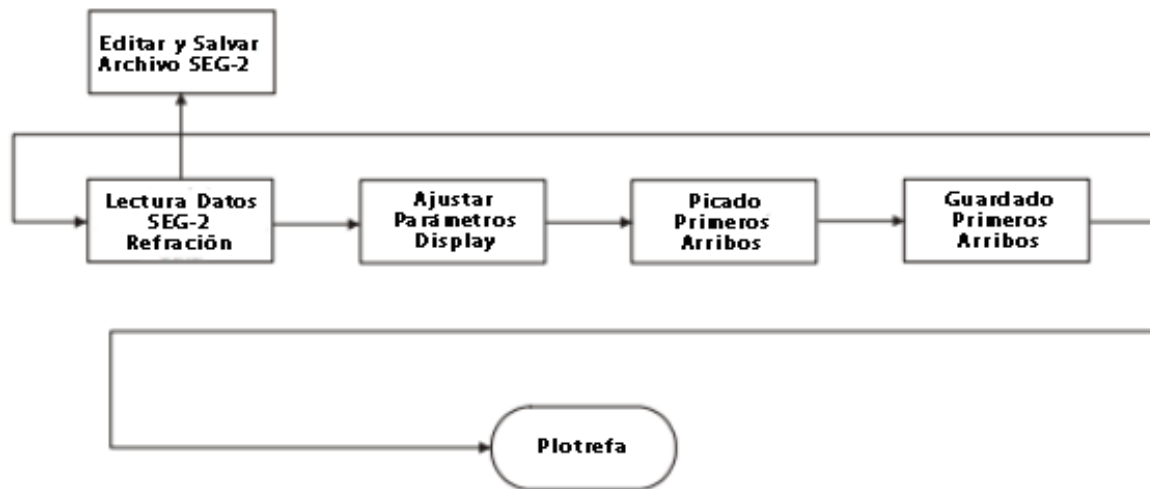 Editar y Salvar
Archivo SEG-2
Lectura Datos
SEG-2
Refración
Ajustar
Parámetros
Display
Picado
Primeros
Arribos
Guardado
Primeros
Arribos
Plotrefa